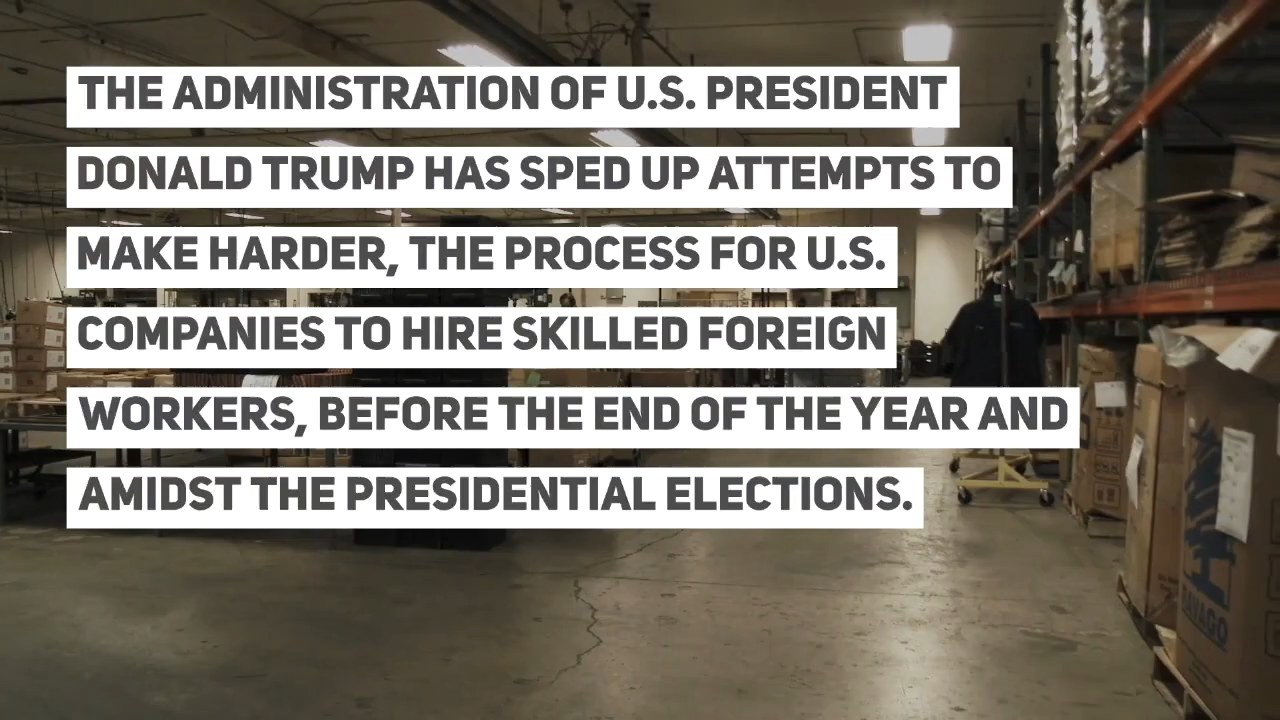 THE ADMINISTRATION OF U.S. PRESIDENT
DONALD TRUMP HAS SPED UP ATTEMPTS TO
MAKE HARDER, THE PROCESS FOR U.S.
COMPANIES TO HIRE SKILLED FOREIGN
WORKERS, BEFORE THE END OF THE YEAR AND
AMIDST THE PRESIDENTIAL ELECTIONS.
RAVAGO